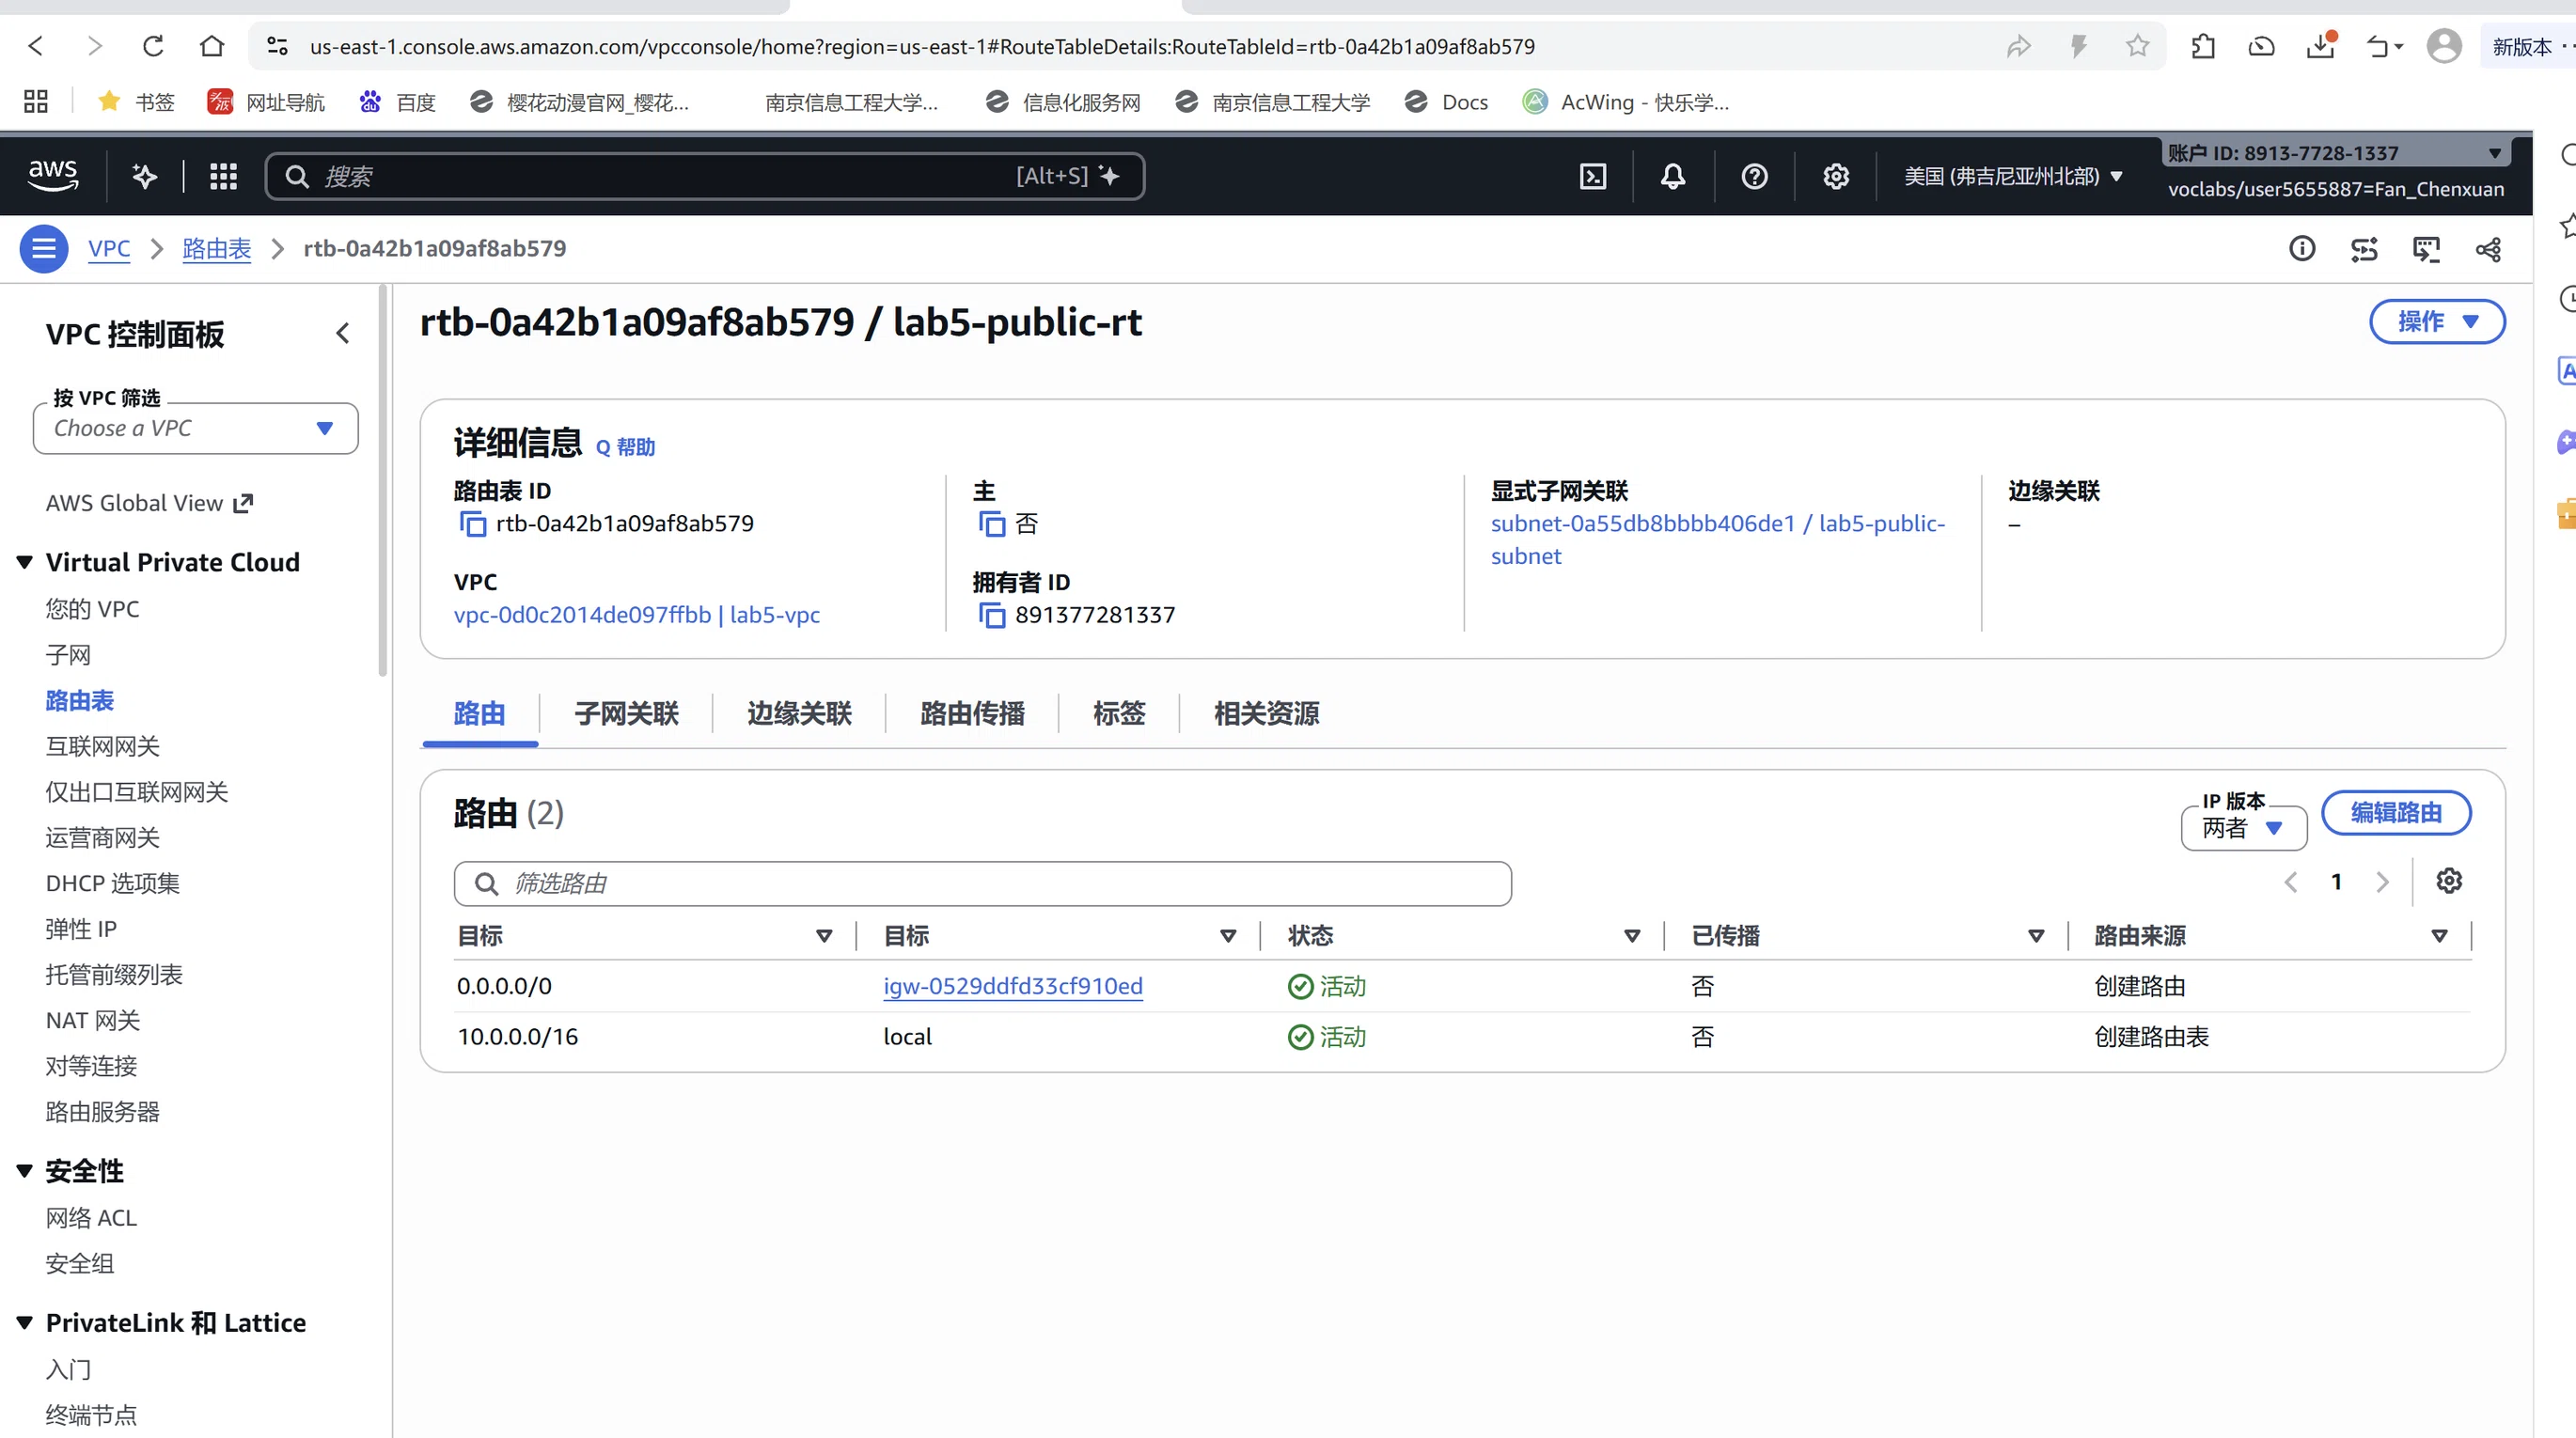 us-east-1.console.aws.amazon.com/vpcconsole/home?region=us-east-1#RouteTableDetails:RouteTableId=rtb-0a42b1a09af8ab579
新版本
书签 网址导航 百度 樱花动漫官网_樱花... 南京信息工程大学... 信息化服务网 南京信息工程大学 Docs AcWing - 快乐学...
aws 搜索 [Alt+S] 美国 (弗吉尼亚州北部) 账户 ID: 8913-7728-1337
voclabs/user5655887=Fan_Chenxuan
VPC 路由表 rtb-0a42b1a09af8ab579
VPC 控制面板
按 VPC 筛选
Choose a VPC
AWS Global View
Virtual Private Cloud
您的 VPC
子网
路由表
互联网网关
仅出口互联网网关
运营商网关
DHCP 选项集
弹性 IP
托管前缀列表
NAT 网关
对等连接
路由服务器
安全性
网络 ACL
安全组
PrivateLink 和 Lattice
入门
终端节点
rtb-0a42b1a09af8ab579 / lab5-public-rt
操作
详细信息 Q 帮助
路由表 ID
rtb-0a42b1a09af8ab579
VPC
vpc-0d0c2014de097ffbb | lab5-vpc
主
否
拥有者 ID
891377281337
显式子网关联
subnet-0a55db8bbbb406de1 / lab5-public-
subnet
边缘关联
–
路由 子网关联 边缘关联 路由传播 标签 相关资源
路由 (2)
IP 版本
两者
编辑路由
筛选路由
1
目标 目标 状态 已传播 路由来源
0.0.0.0/0 igw-0529ddfd33cf910ed 活动 否 创建路由
10.0.0.0/16 local 活动 否 创建路由表